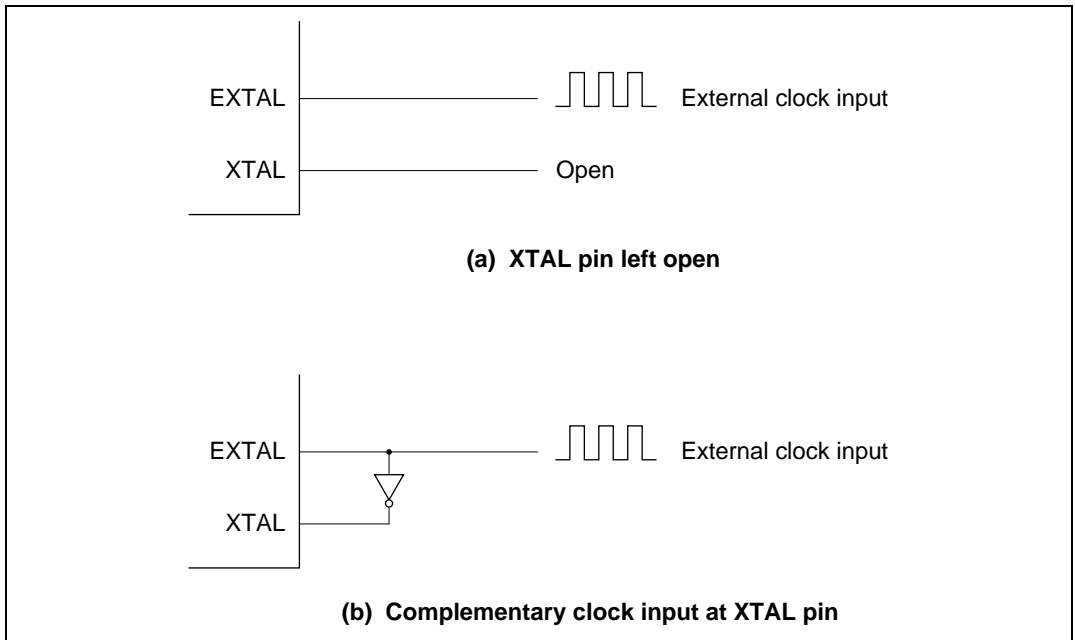 EXTAL
External clock input
XTAL
Open
(a) XTAL pin left open
EXTAL
External clock input
XTAL
(b) Complementary clock input at XTAL pin